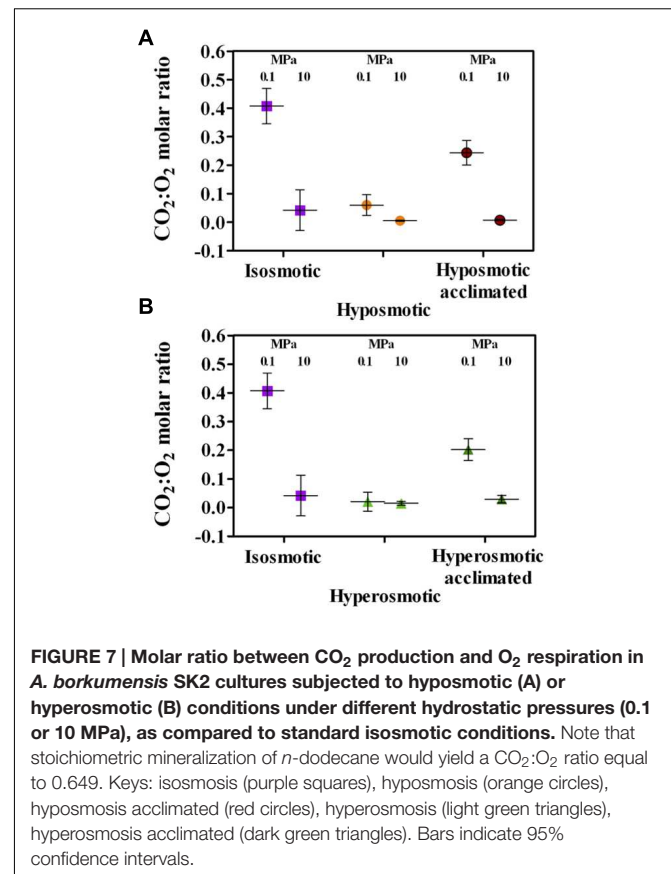 A
0.6
0.5
0.4
0.3
0.2
0.1
0.0
-0.1
CO₂:O₂ molar ratio
MPa MPa MPa
0.1 10 0.1 10 0.1 10
Isosmotic
Hyposmotic
Hyposmotic
acclimated
B
0.6
0.5
0.4
0.3
0.2
0.1
0.0
-0.1
CO₂:O₂ molar ratio
MPa MPa MPa
0.1 10 0.1 10 0.1 10
Isosmotic
Hyperosmotic
Hyperosmotic
acclimated
FIGURE 7 | Molar ratio between CO₂ production and O₂ respiration in
A. borkumensis SK2 cultures subjected to hyposmotic (A) or
hyperosmotic (B) conditions under different hydrostatic pressures (0.1
or 10 MPa), as compared to standard isosmotic conditions. Note that
stoichiometric mineralization of n-dodecane would yield a CO₂:O₂ ratio equal
to 0.649. Keys: isosmosis (purple squares), hyposmosis (orange circles),
hyposmosis acclimated (red circles), hyperosmosis (light green triangles),
hyperosmosis acclimated (dark green triangles). Bars indicate 95%
confidence intervals.